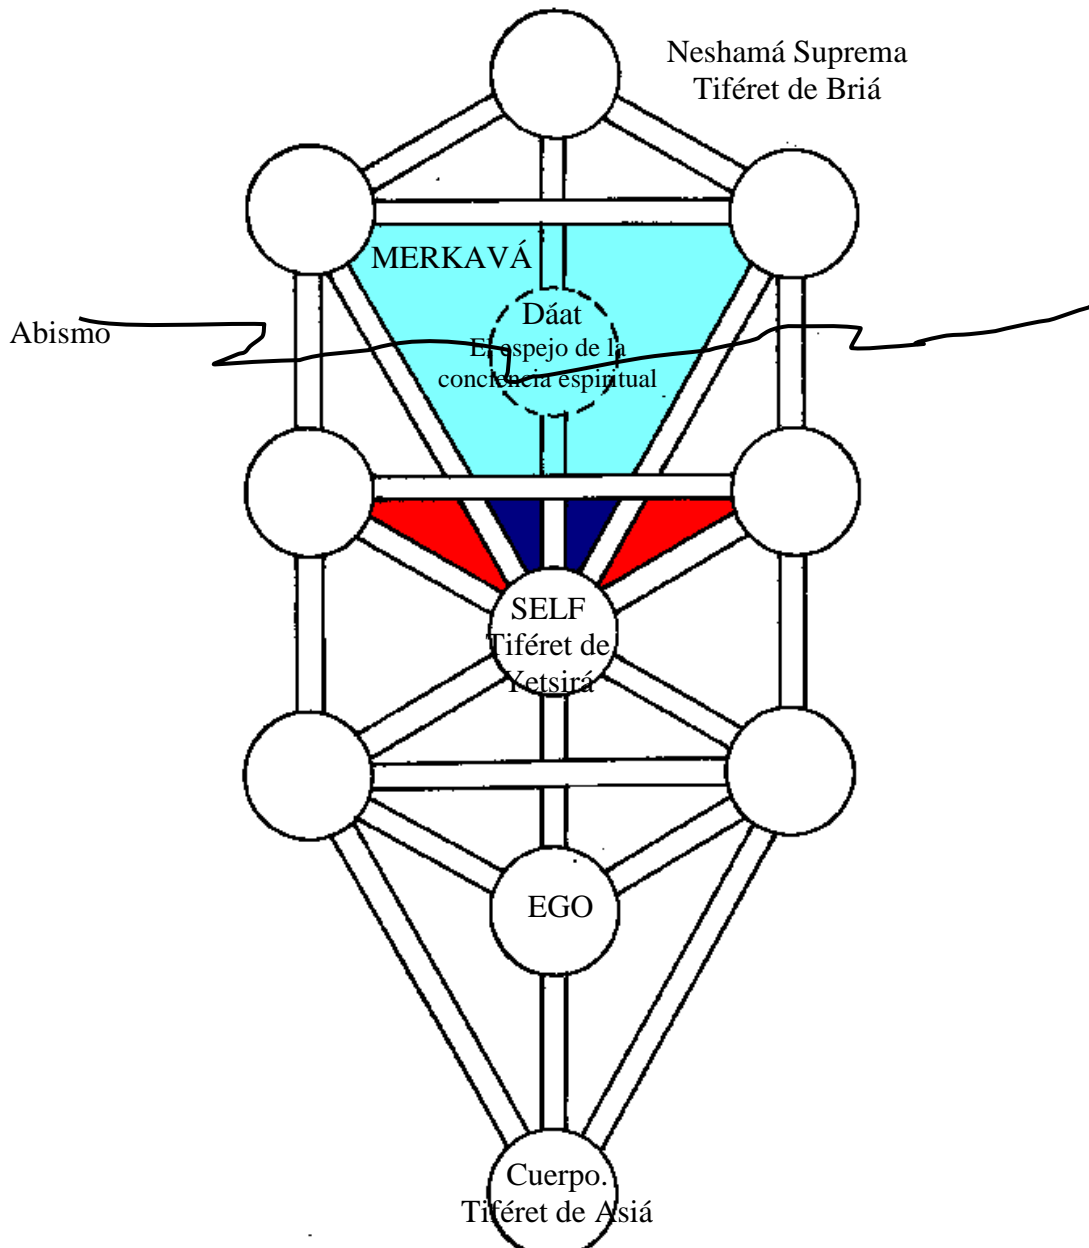 Neshamá Suprema
Tiféret de Briá
MERKAVÁ
Dáat
El espejo de la
conciencia espiritual
Abismo
SELF
Tiféret de
Yetsirá
EGO
Cuerpo.
Tiféret de Asiá